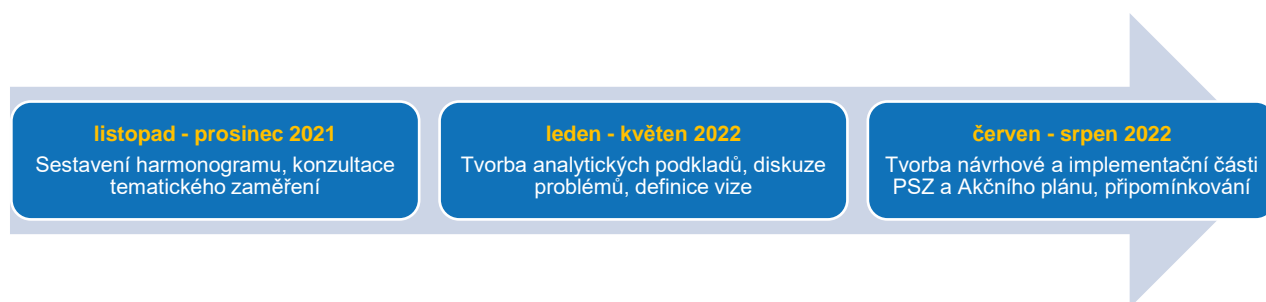 listopad - prosinec 2021
Sestavení harmonogramu, konzultace
tematického zaměření
leden - květen 2022
Tvorba analytických podkladů, diskuze
problémů, definice vize
červen - srpen 2022
Tvorba návrhové a implementační části
PSZ a Akčního plánu, připomínkování